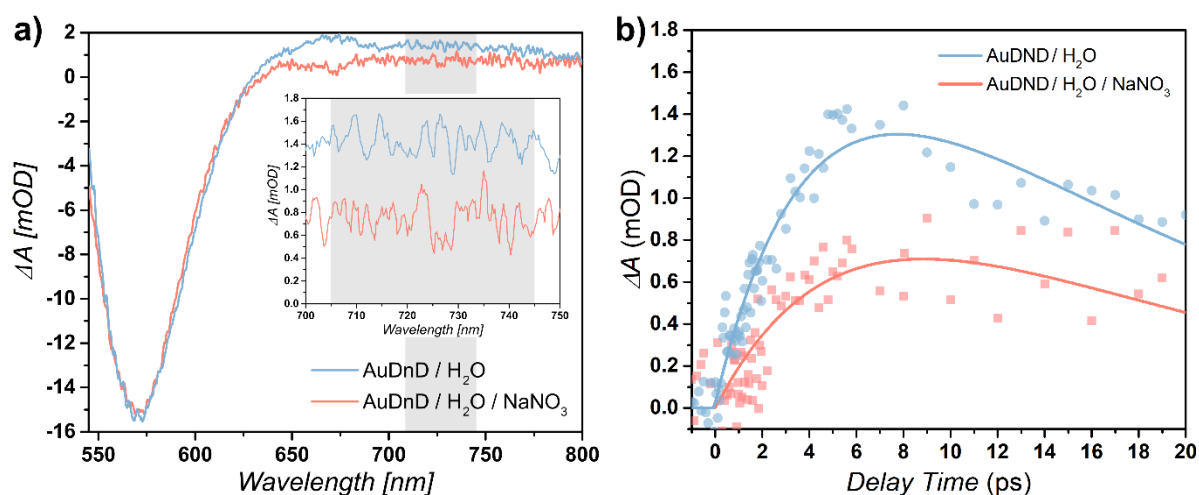 a)
2
0
-2
-4
-6
-8
-10
-12
-14
-16
ΔA [mOD]
550 600 650 700 750 800
Wavelength [nm]
1.8
1.6
1.4
1.2
1.0
0.8
0.6
0.4
0.2
0.0
ΔA [mOD]
700 710 720 730 740 750
Wavelength [nm]
AuDnD / H₂O
AuDnD / H₂O / NaNO₃
b)
1.8
1.6
1.4
1.2
1.0
0.8
0.6
0.4
0.2
0.0
ΔA (mOD)
AuDND / H₂O
AuDND / H₂O / NaNO₃
0 2 4 6 8 10 12 14 16 18 20
Delay Time (ps)